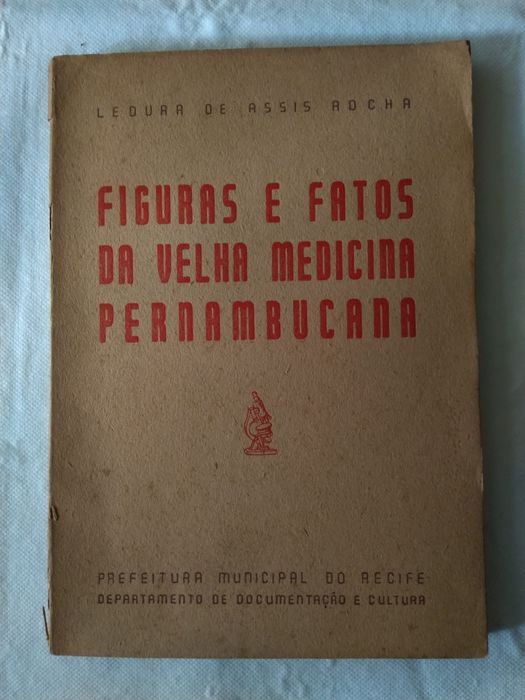 LEDUAR DE ASSIS ROCHA
FIGURAS E FATOS
DA VELHA MEDICINA
PERNAMBUCANA
PREFEITURA MUNICIPAL DO RECIFE
DEPARTAMENTO DE DOCUMENTAÇÃO E CULTURA